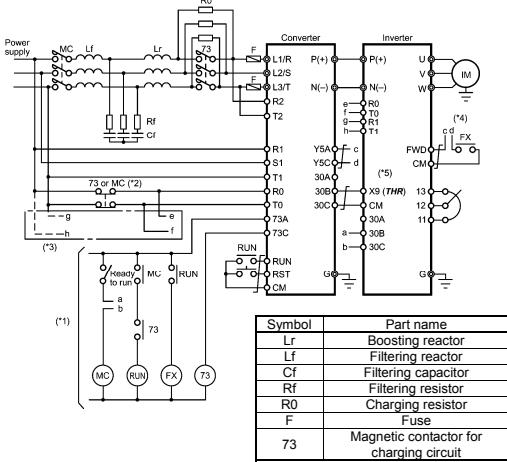 R0
Power
supply
MC Lf Lr 73 F
Converter
Inverter
L1/R P(+) P(+) U
L2/S V IM
F L3/T N(–) N(–) W
R2 e R0
f T0
T2 g R1 (*4)
h T1 c d FX
Rf
Cf
R1 Y5A c FWD
S1 Y5C d CM
T1 30A (*5)
73 or MC (*2)
R0 30B X9 (THR) 13
T0 30C CM 12
g e 73A 30A 11
h f 73C a 30B
(*3) b 30C
RUN
RUN
RST G G
CM
Ready
to run MC RUN
a
b
(*1)
73
MC RUN FX 73
Symbol Part name
Lr Boosting reactor
Lf Filtering reactor
Cf Filtering capacitor
Rf Filtering resistor
R0 Charging resistor
F Fuse
73 Magnetic contactor for
charging circuit